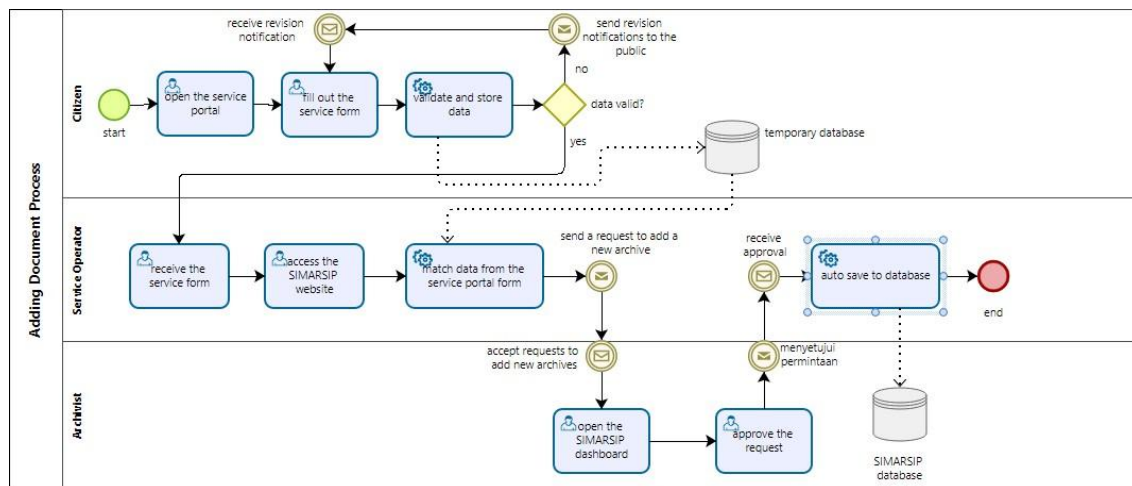 Adding Document Process
Citizen
receive revision
notification
send revision
notifications to the
public
no
start
open the service
portal
fill out the
service form
validate and store
data
data valid?
yes
temporary database
Service Operator
receive the
service form
access the
SIMARSIP
website
match data from the
service portal form
send a request to add a
new archive
receive
approval
auto save to database
end
Archivist
accept requests to
add new archives
menyetujui
permintaan
open the
SIMARSIP
dashboard
approve the
request
SIMARSIP
database